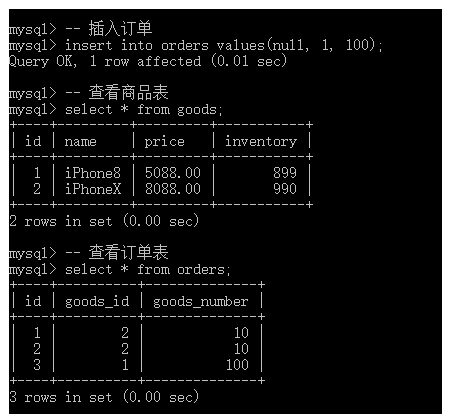 mysql> -- 插入订单
mysql> insert into orders values(null, 1, 100);
Query OK, 1 row affected (0.01 sec)
mysql> -- 查看商品表
mysql> select * from goods;
+----+---------+---------+-----------+
| id | name    | price   | inventory |
+----+---------+---------+-----------+
|  1 | iPhone8 | 5088.00 |       899 |
|  2 | iPhoneX | 8088.00 |       990 |
+----+---------+---------+-----------+
2 rows in set (0.00 sec)
mysql> -- 查看订单表
mysql> select * from orders;
+----+----------+--------------+
| id | goods_id | goods_number |
+----+----------+--------------+
|  1 |        2 |           10 |
|  2 |        2 |           10 |
|  3 |        1 |          100 |
+----+----------+--------------+
3 rows in set (0.00 sec)